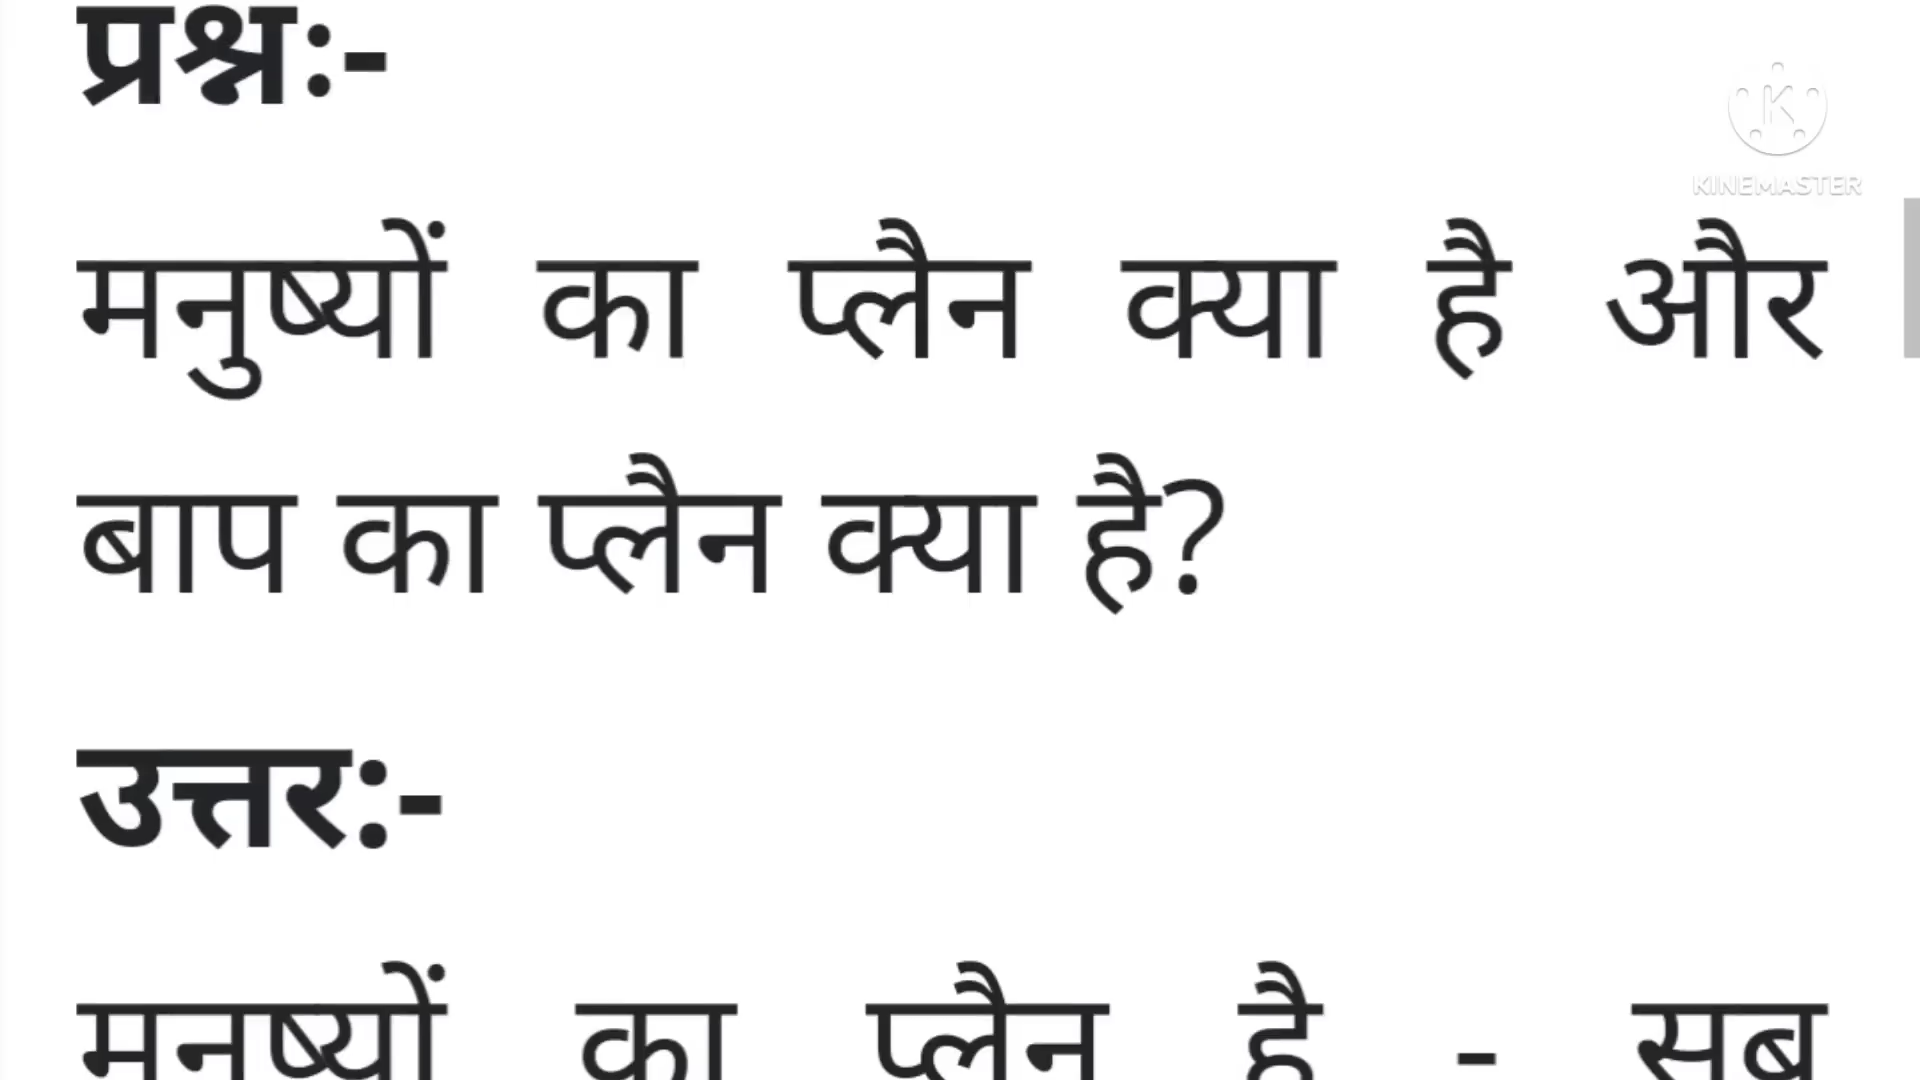 प्रश्न:-
KINEMASTER
मनुष्यों का प्लैन क्या है और
बाप का प्लैन क्या है?
उत्तर:-
मनुष्यों का प्लैन है - सब